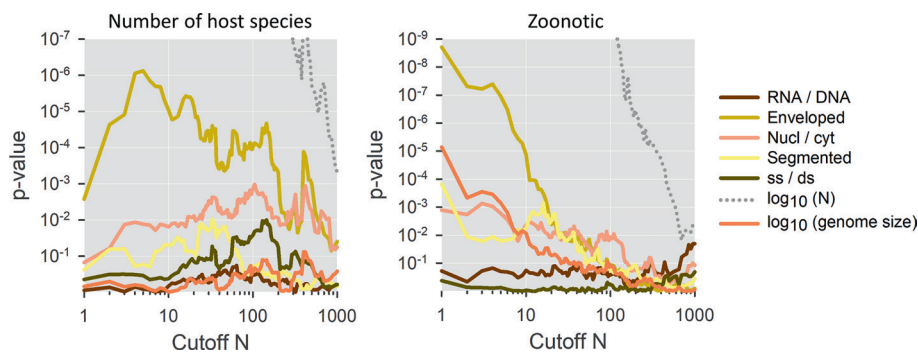 Number of host species
10^-7
10^-6
10^-5
10^-4
10^-3
10^-2
10^-1
p-value
1 10 100 1000
Cutoff N
Zoonotic
10^-9
10^-8
10^-7
10^-6
10^-5
10^-4
10^-3
10^-2
10^-1
p-value
1 10 100 1000
Cutoff N
RNA / DNA
Enveloped
Nucl / cyt
Segmented
ss / ds
log10 (N)
log10 (genome size)